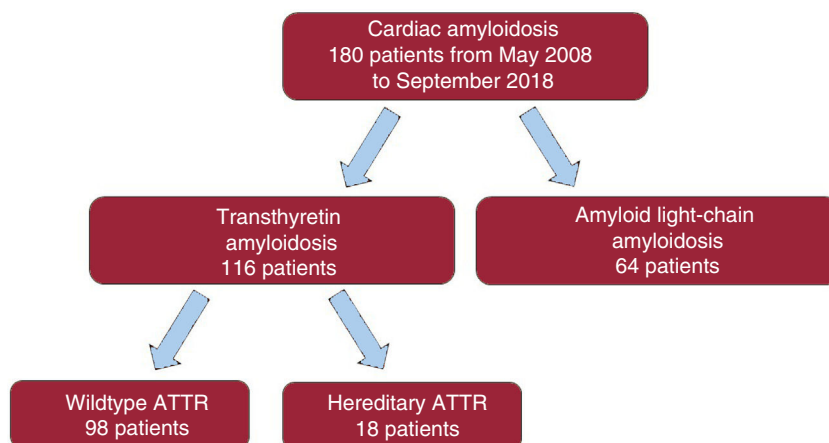 Cardiac amyloidosis
180 patients from May 2008
to September 2018
Transthyretin
amyloidosis
116 patients
Amyloid light-chain
amyloidosis
64 patients
Wildtype ATTR
98 patients
Hereditary ATTR
18 patients